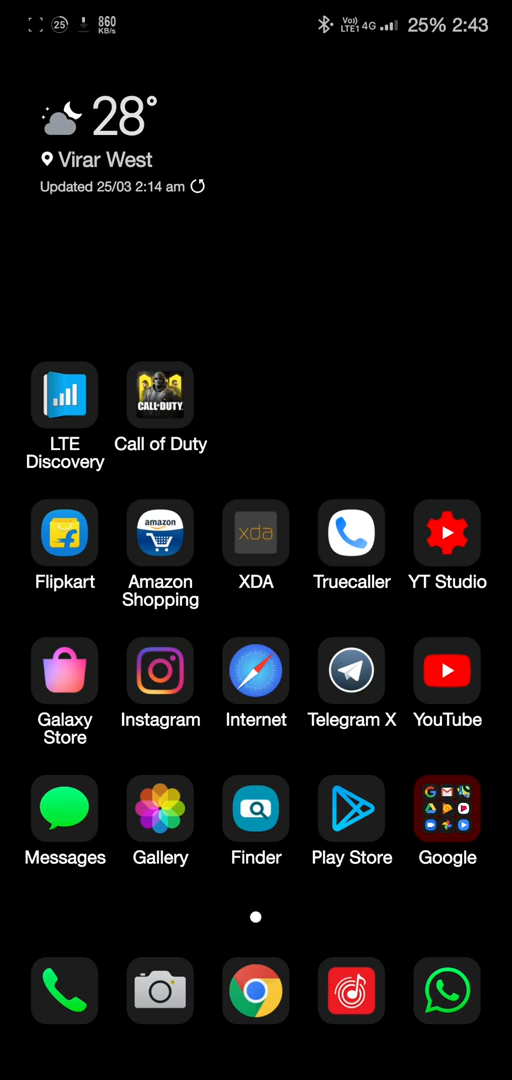 25 860 KB/s Vo)) LTE1 4G 25% 2:43
28°
Virar West
Updated 25/03 2:14 am
CALL·DUTY
LTE Call of Duty
Discovery
amazon xda
Flipkart Amazon XDA Truecaller YT Studio
Shopping
Galaxy Instagram Internet Telegram X YouTube
Store
Messages Gallery Finder Play Store Google